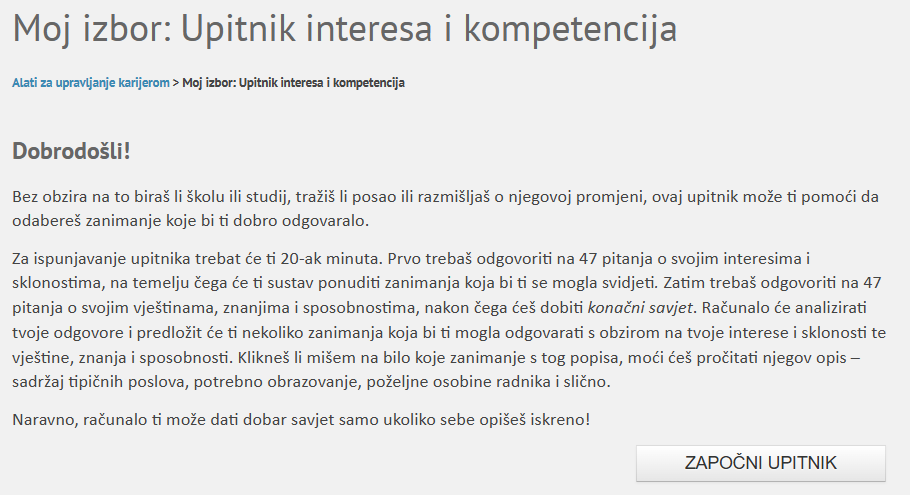 Moj izbor: Upitnik interesa i kompetencija
Alati za upravljanje karijerom > Moj izbor: Upitnik interesa i kompetencija
Dobrodošli!
Bez obzira na to biraš li školu ili studij, tražiš li posao ili razmišljaš o njegovoj promjeni, ovaj upitnik može ti pomoći da
odabereš zanimanje koje bi ti dobro odgovaralo.
Za ispunjavanje upitnika trebat će ti 20-ak minuta. Prvo trebaš odgovoriti na 47 pitanja o svojim interesima i
sklonostima, na temelju čega će ti sustav ponuditi zanimanja koja bi ti se mogla svidjeti. Zatim trebaš odgovoriti na 47
pitanja o svojim vještinama, znanjima i sposobnostima, nakon čega ćeš dobiti konačni savjet. Računalo će analizirati
tvoje odgovore i predložit će ti nekoliko zanimanja koja bi ti mogla odgovarati s obzirom na tvoje interese i sklonosti te
vještine, znanja i sposobnosti. Klikneš li mišem na bilo koje zanimanje s tog popisa, moći ćeš pročitati njegov opis –
sadržaj tipičnih poslova, potrebno obrazovanje, poželjne osobine radnika i slično.
Naravno, računalo ti može dati dobar savjet samo ukoliko sebe opišeš iskreno!
ZAPOČNI UPITNIK